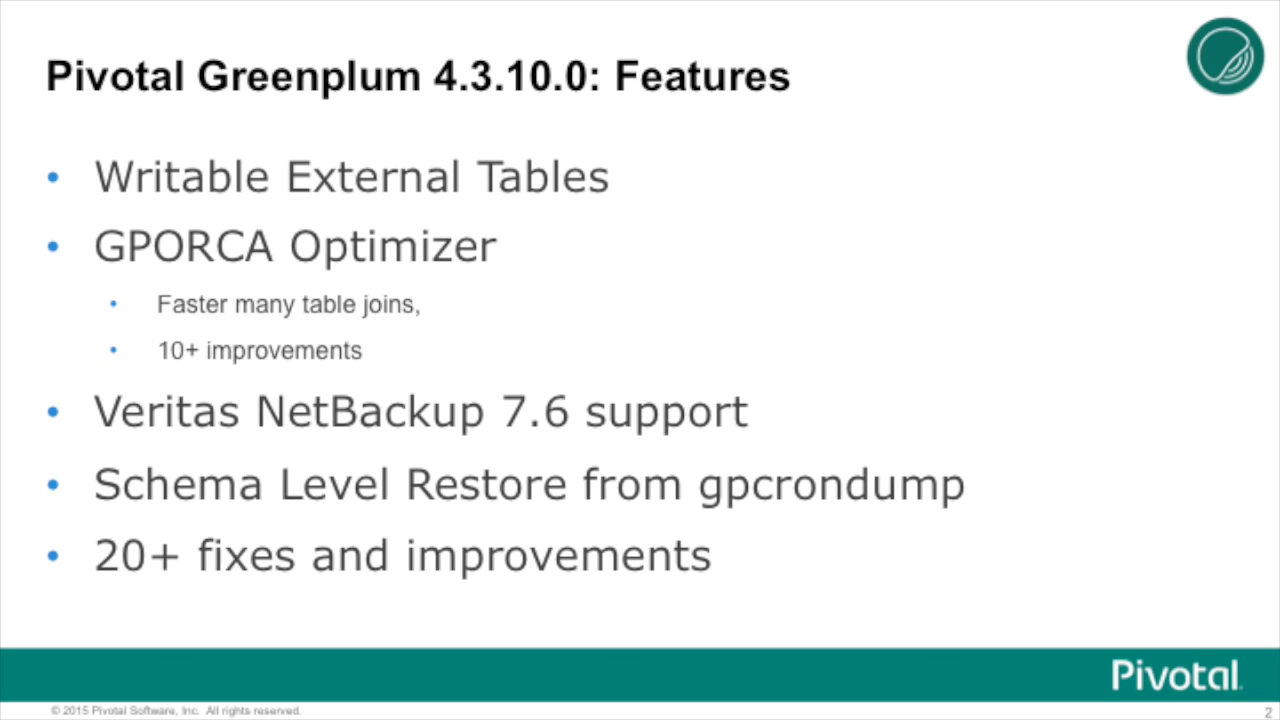 Pivotal Greenplum 4.3.10.0: Features
• Writable External Tables
• GPORCA Optimizer
• Faster many table joins,
• 10+ improvements
• Veritas NetBackup 7.6 support
• Schema Level Restore from gpcrondump
• 20+ fixes and improvements
Pivotal.
© 2015 Pivotal Software, Inc. All rights reserved.
2